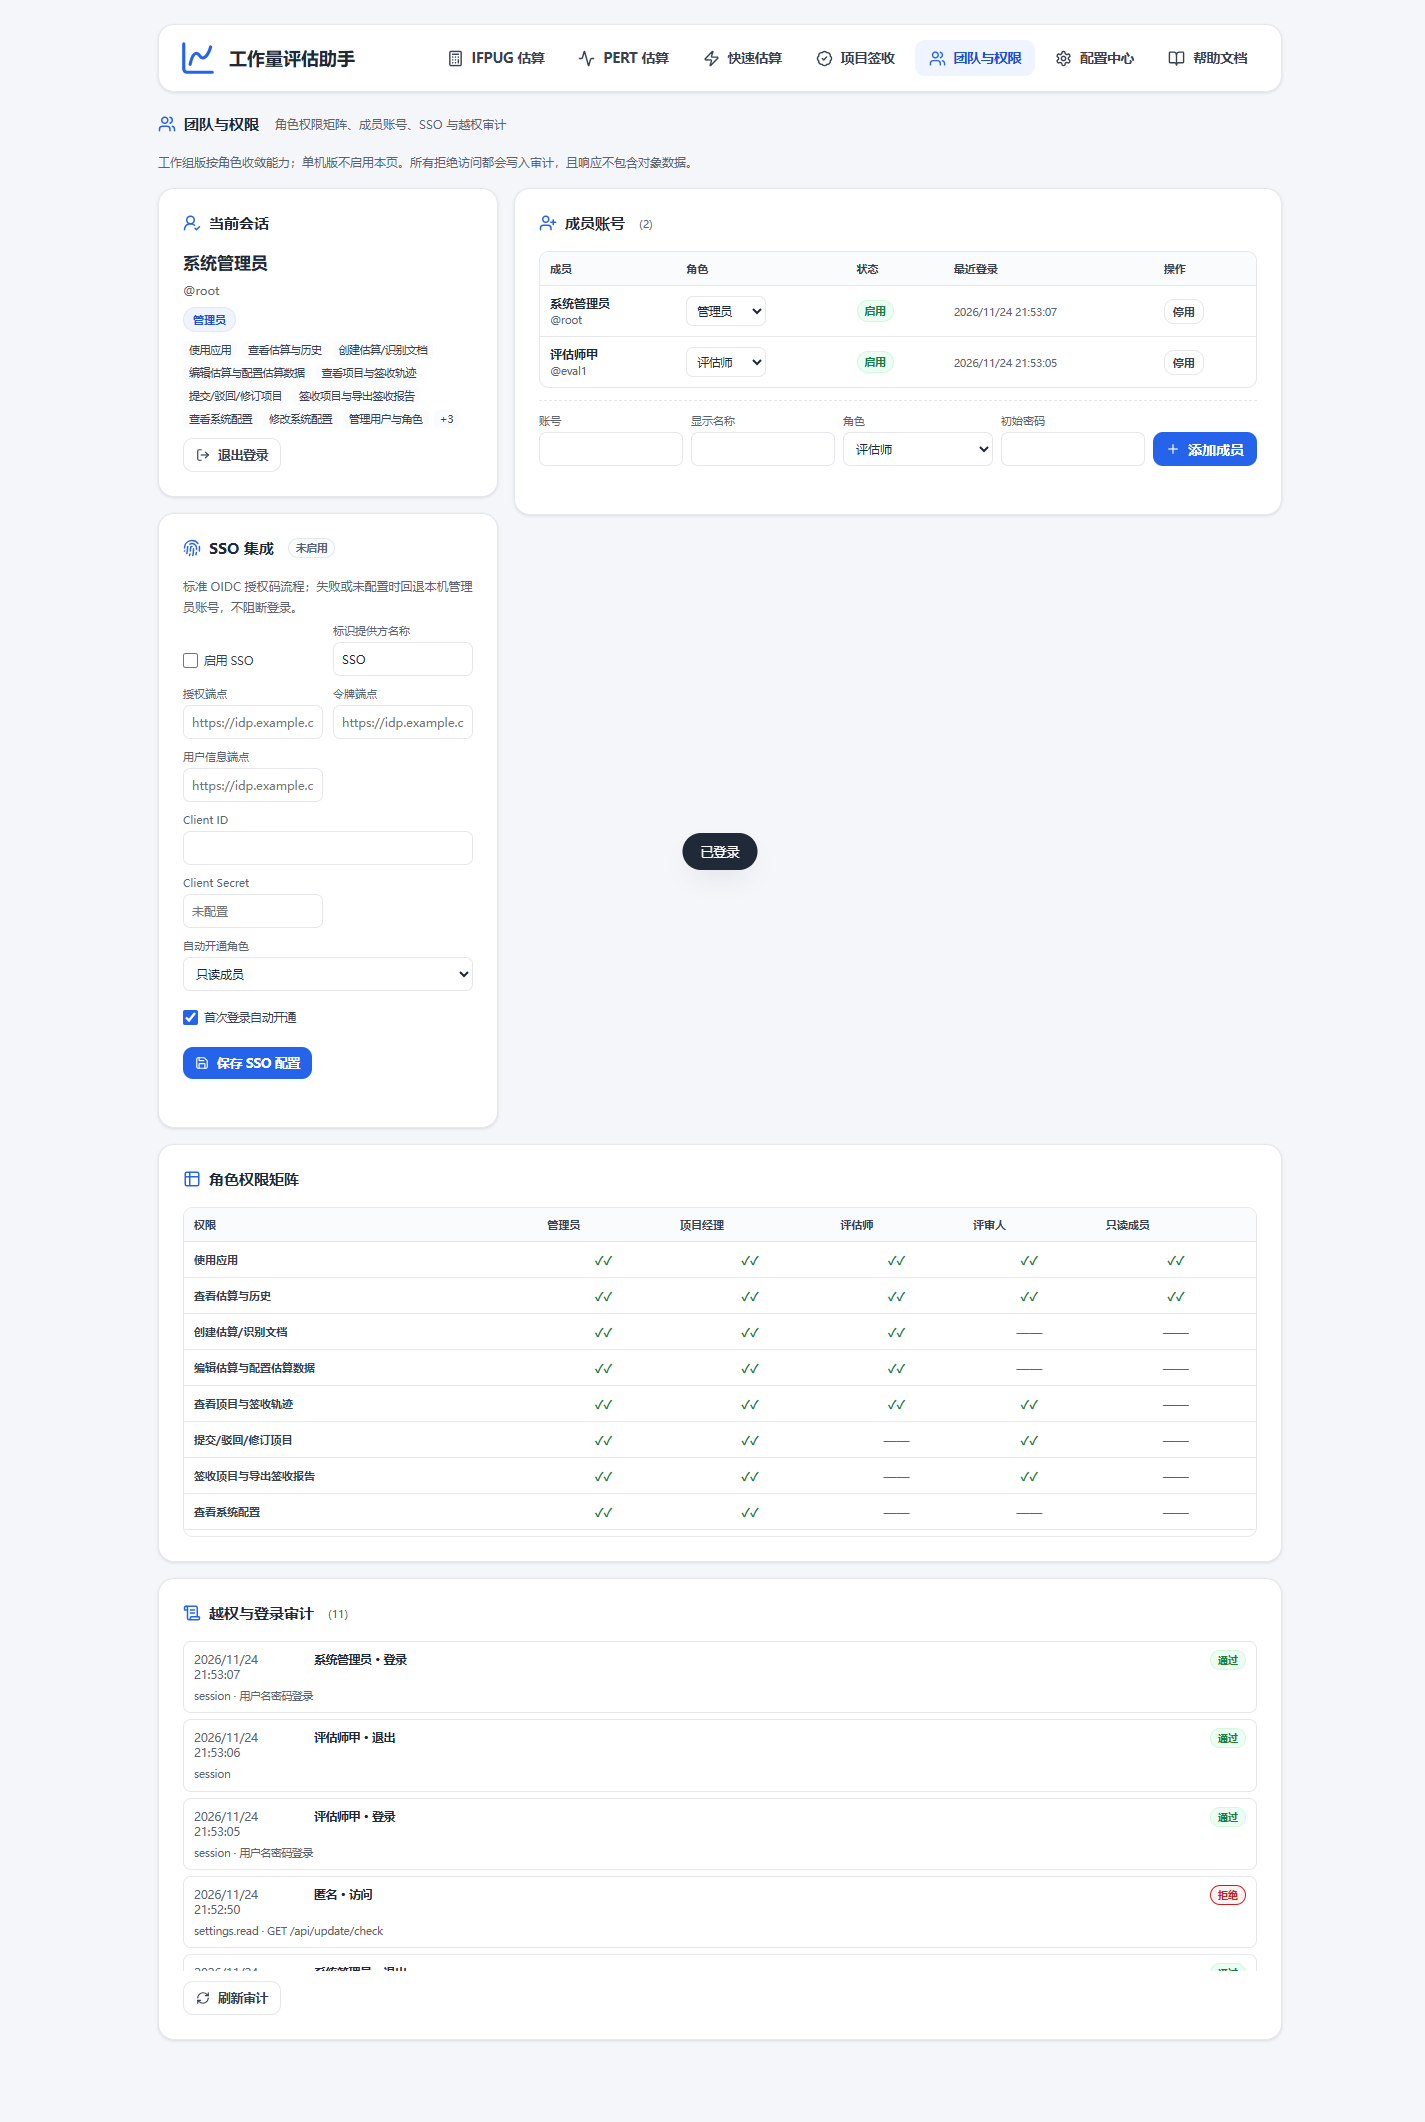 工作量评估助手
IFPUG 估算
PERT 估算
快速估算
项目签收
团队与权限
配置中心
帮助文档
团队与权限 角色权限矩阵、成员账号、SSO 与越权审计
工作组版按角色收敛能力；单机版不启用本页。所有拒绝访问都会写入审计，且响应不包含对象数据。
当前会话
系统管理员
@root
管理员
使用应用 查看估算与历史 创建估算/识别文档
编辑估算与配置估算数据 查看项目与签收轨迹
提交/驳回/修订项目 签收项目与导出签收报告
查看系统配置 修改系统配置 管理用户与角色 +3
退出登录
成员账号 (2)
成员 角色 状态 最近登录 操作
系统管理员
@root
管理员 启用 2026/11/24 21:53:07 停用
评估师甲
@eval1
评估师 启用 2026/11/24 21:53:05 停用
账号 显示名称 角色 初始密码
评估师
添加成员
SSO 集成 未启用
标准 OIDC 授权码流程；失败或未配置时回退本机管理
员账号，不阻断登录。
标识提供方名称
启用 SSO
SSO
授权端点 令牌端点
https://idp.example.c https://idp.example.c
用户信息端点
https://idp.example.c
Client ID
Client Secret
未配置
自动开通角色
只读成员
首次登录自动开通
保存 SSO 配置
已登录
角色权限矩阵
权限 管理员 项目经理 评估师 评审人 只读成员
使用应用 ✓✓ ✓✓ ✓✓ ✓✓ ✓✓
查看估算与历史 ✓✓ ✓✓ ✓✓ ✓✓ ✓✓
创建估算/识别文档 ✓✓ ✓✓ ✓✓ —— ——
编辑估算与配置估算数据 ✓✓ ✓✓ ✓✓ —— ——
查看项目与签收轨迹 ✓✓ ✓✓ ✓✓ ✓✓ ——
提交/驳回/修订项目 ✓✓ ✓✓ —— ✓✓ ——
签收项目与导出签收报告 ✓✓ ✓✓ —— ✓✓ ——
查看系统配置 ✓✓ ✓✓ —— —— ——
越权与登录审计 (11)
2026/11/24
21:53:07
系统管理员 • 登录 通过
session · 用户名密码登录
2026/11/24
21:53:06
评估师甲 • 退出 通过
session
2026/11/24
21:53:05
评估师甲 • 登录 通过
session · 用户名密码登录
2026/11/24
21:52:50
匿名 • 访问 拒绝
settings.read · GET /api/update/check
2026/11/24 系统管理员 • 退出 通过
刷新审计